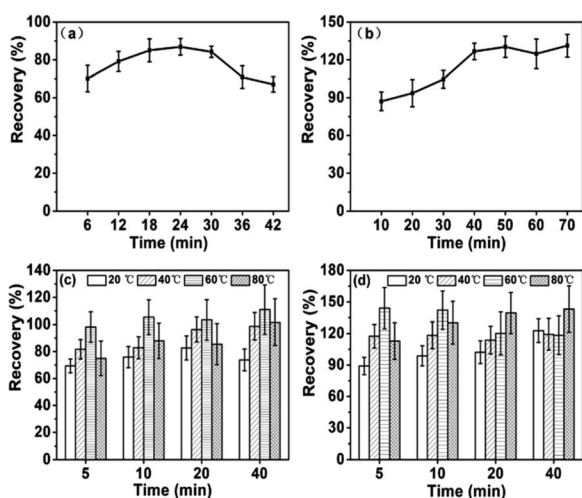 (a)
Recovery (%)
100
80
60
40
20
0
6 12 18 24 30 36 42
Time (min)
(b)
Recovery (%)
150
120
90
60
30
0
10 20 30 40 50 60 70
Time (min)
(c) 20 ℃ 40℃ 60℃ 80℃
Recovery (%)
140
120
100
80
60
40
20
0
5 10 20 40
Time (min)
(d) 20 ℃ 40℃ 60℃ 80℃
Recovery (%)
180
150
120
90
60
30
0
5 10 20 40
Time (min)